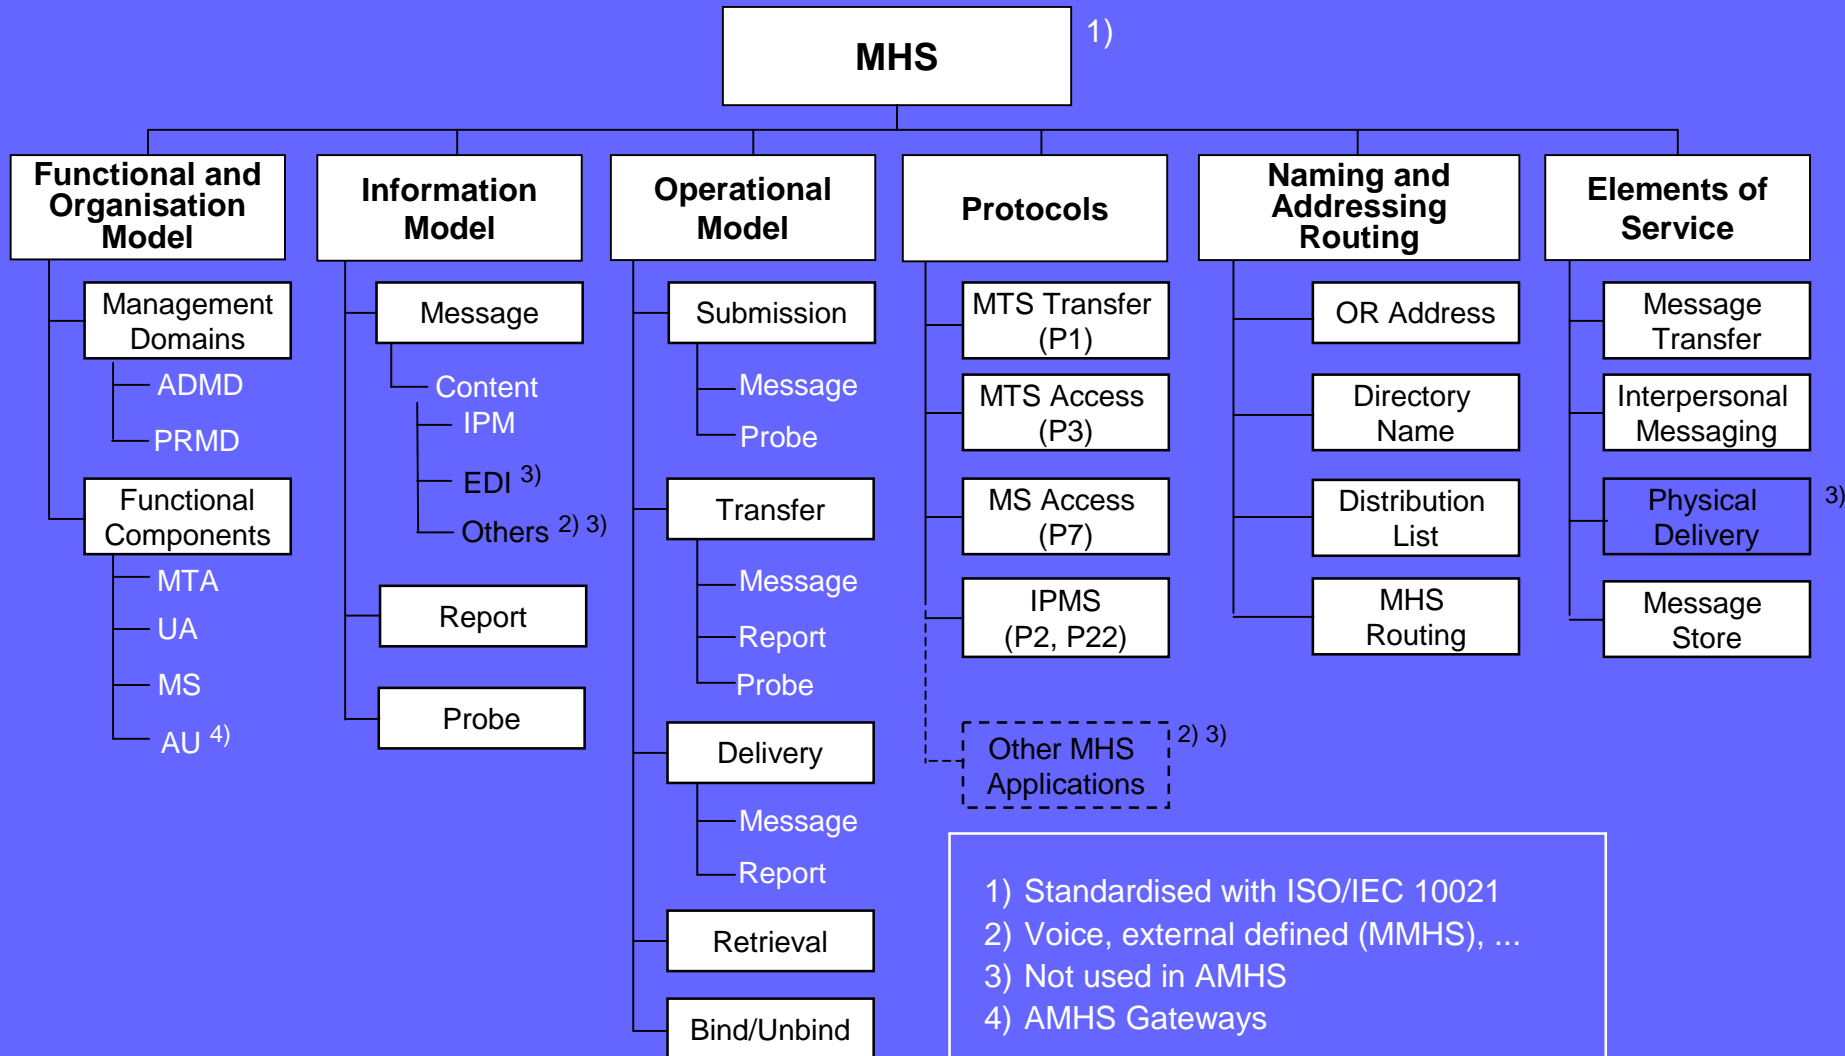 MHS 1)
Functional and
Organisation
Model
Management
Domains
ADMD
PRMD
Functional
Components
MTA
UA
MS
AU 4)
Information
Model
Message
Content
IPM
EDI 3)
Others 2) 3)
Report
Probe
Operational
Model
Submission
Message
Probe
Transfer
Message
Report
Probe
Delivery
Message
Report
Retrieval
Bind/Unbind
Protocols
MTS Transfer
(P1)
MTS Access
(P3)
MS Access
(P7)
IPMS
(P2, P22)
Other MHS 2) 3)
Applications
Naming and
Addressing
Routing
OR Address
Directory
Name
Distribution
List
MHS
Routing
Elements of
Service
Message
Transfer
Interpersonal
Messaging
Physical 3)
Delivery
Message
Store
1) Standardised with ISO/IEC 10021
2) Voice, external defined (MMHS), ...
3) Not used in AMHS
4) AMHS Gateways